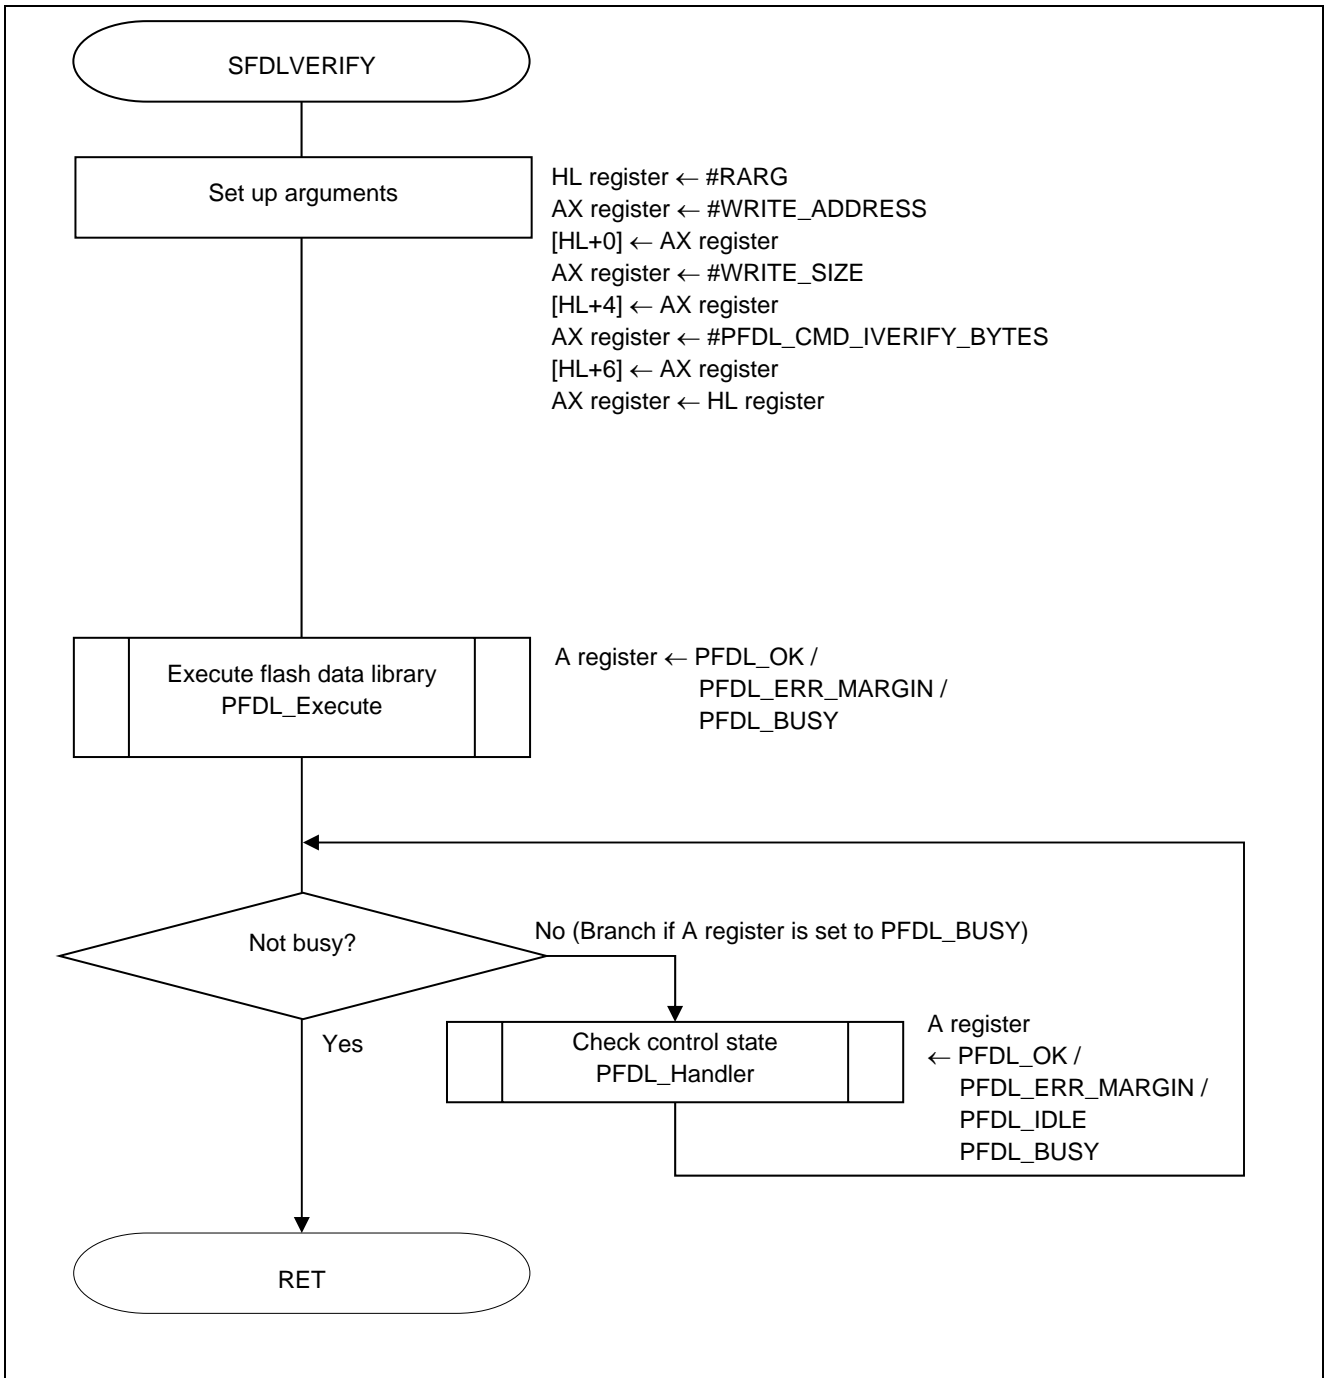 SFDLVERIFY
Set up arguments
HL register ← #RARG
AX register ← #WRITE_ADDRESS
[HL+0] ← AX register
AX register ← #WRITE_SIZE
[HL+4] ← AX register
AX register ← #PFDL_CMD_IVERIFY_BYTES
[HL+6] ← AX register
AX register ← HL register
Execute flash data library
PFDL_Execute
A register ← PFDL_OK /
PFDL_ERR_MARGIN /
PFDL_BUSY
Not busy?
No (Branch if A register is set to PFDL_BUSY)
Yes
Check control state
PFDL_Handler
A register
← PFDL_OK /
PFDL_ERR_MARGIN /
PFDL_IDLE
PFDL_BUSY
RET